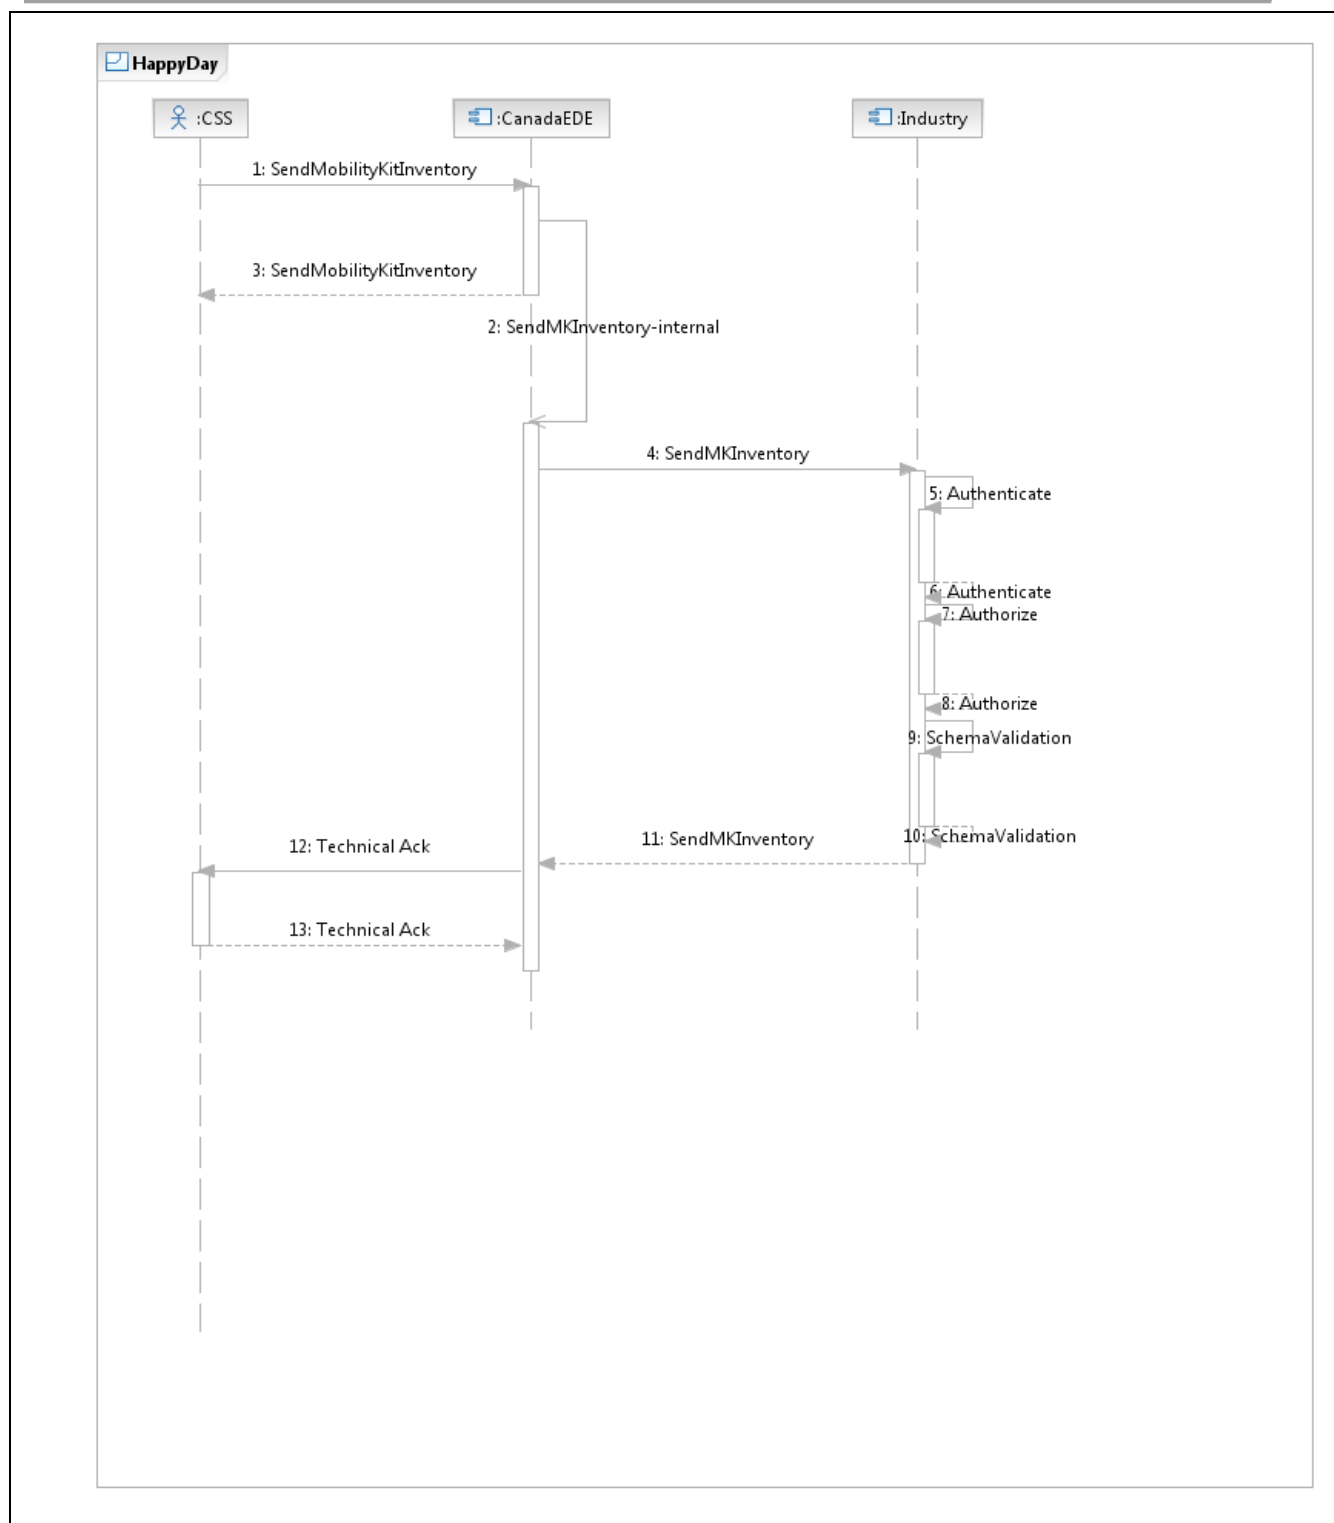 HappyDay
:CSS
:CanadaEDE
:Industry
1: SendMobilityKitInventory
3: SendMobilityKitInventory
2: SendMKInventory-internal
4: SendMKInventory
5: Authenticate
6: Authenticate
7: Authorize
8: Authorize
9: SchemaValidation
10: SchemaValidation
11: SendMKInventory
12: Technical Ack
13: Technical Ack